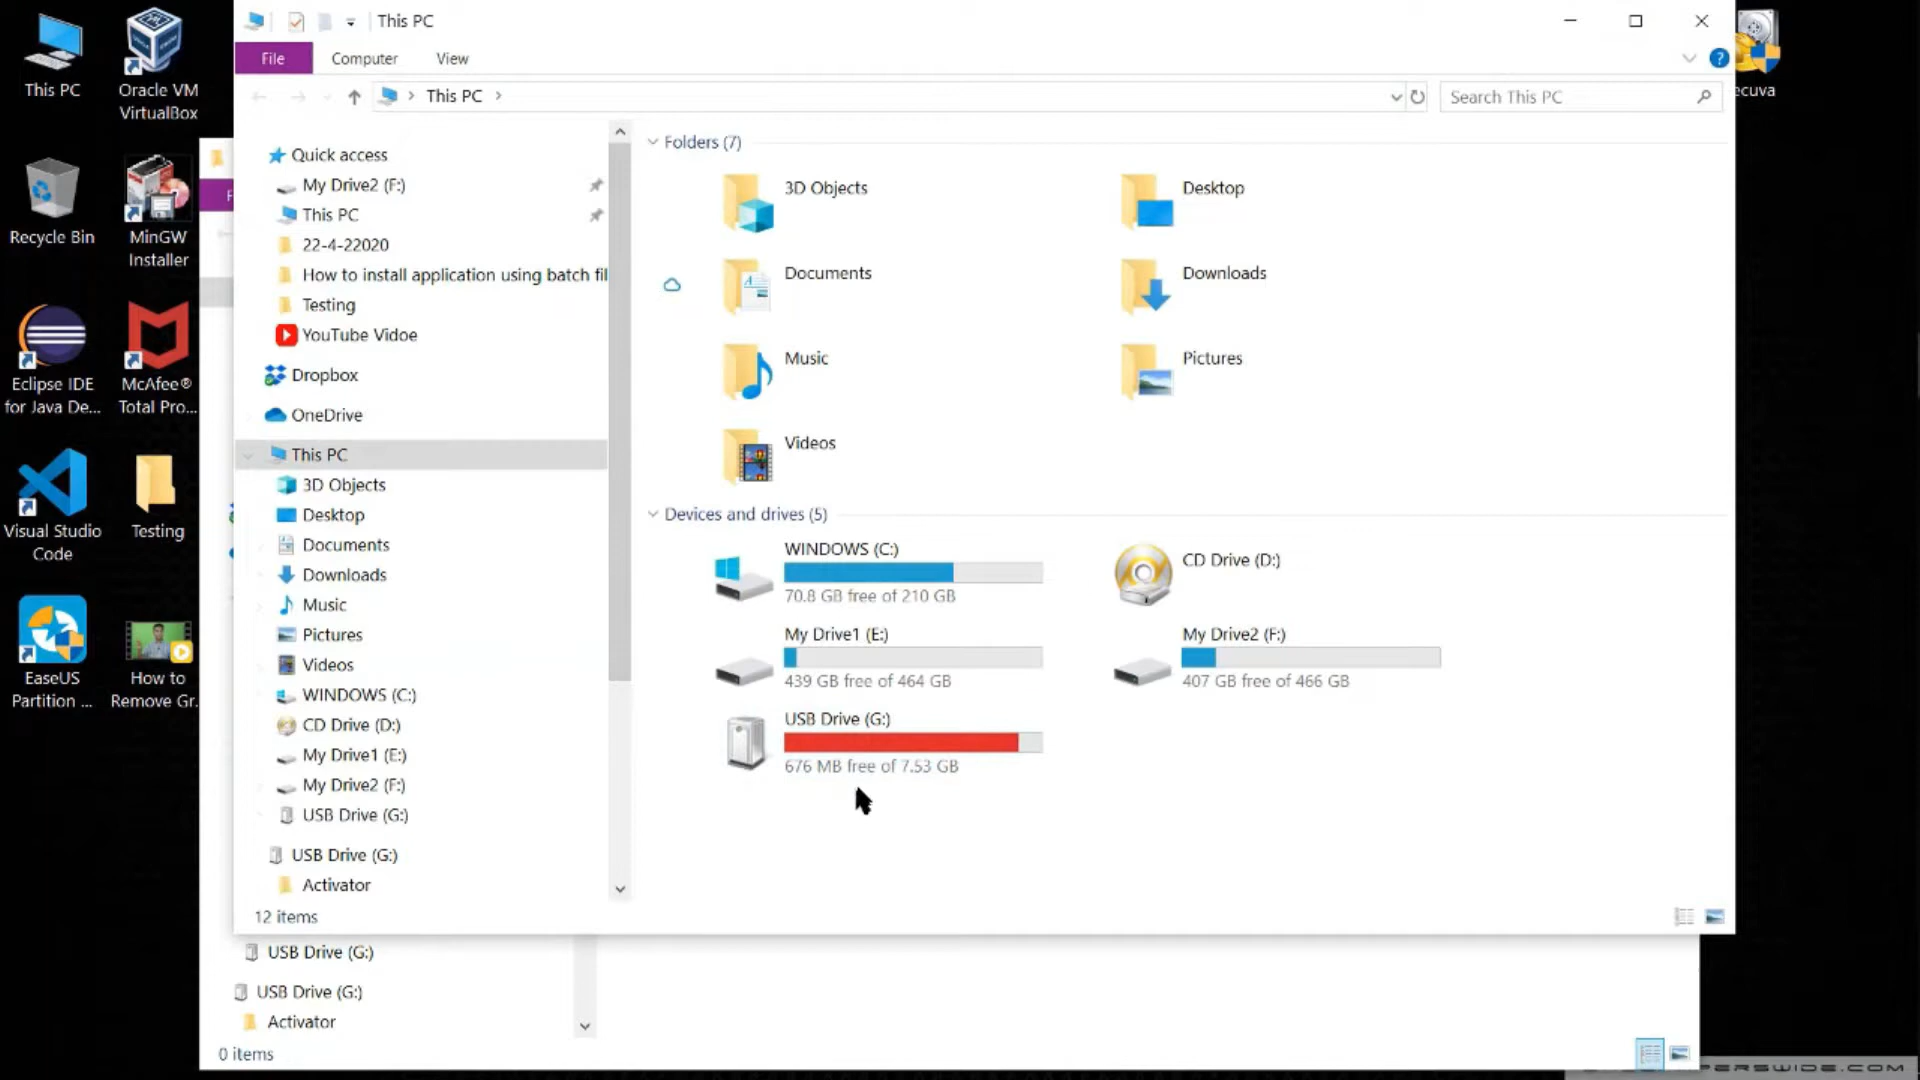 This PC
File
Computer
View
This PC
Search This PC
Quick access
My Drive2 (F:)
This PC
22-4-22020
How to install application using batch fil
Testing
YouTube Vidoe
Dropbox
OneDrive
This PC
3D Objects
Desktop
Documents
Downloads
Music
Pictures
Videos
WINDOWS (C:)
CD Drive (D:)
My Drive1 (E:)
My Drive2 (F:)
USB Drive (G:)
USB Drive (G:)
Activator
12 items
Folders (7)
3D Objects
Desktop
Documents
Downloads
Music
Pictures
Videos
Devices and drives (5)
WINDOWS (C:)
70.8 GB free of 210 GB
CD Drive (D:)
My Drive1 (E:)
439 GB free of 464 GB
My Drive2 (F:)
407 GB free of 466 GB
USB Drive (G:)
676 MB free of 7.53 GB
USB Drive (G:)
USB Drive (G:)
Activator
0 items
This PC
Oracle VM
VirtualBox
Recycle Bin
MinGW
Installer
Eclipse IDE
for Java De...
McAfee®
Total Pro...
Visual Studio
Code
Testing
EaseUS
Partition ...
How to
Remove Gr...
ecuva
PERSWIDE.COM